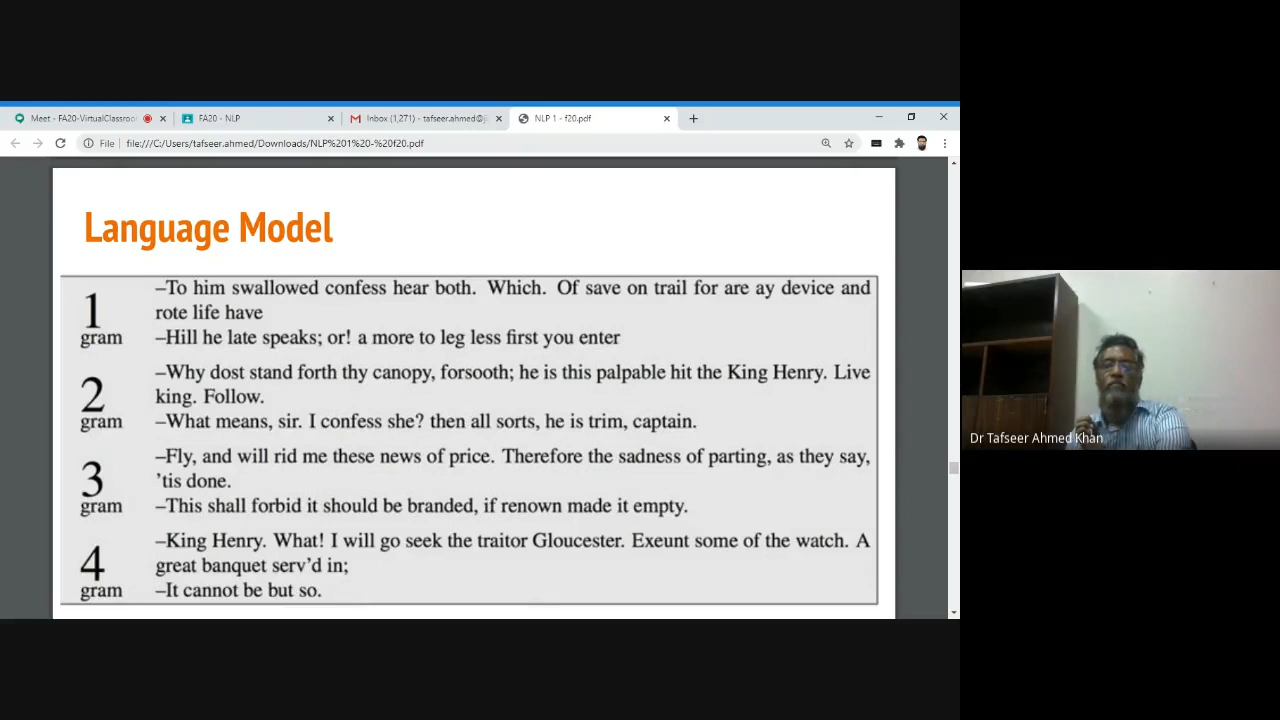 Meet - FA20-VirtualClassroo
FA20 - NLP
Inbox (1,271) - tafseer.ahmed@ji
NLP 1 - f20.pdf
File
file:///C:/Users/tafseer.ahmed/Downloads/NLP%201%20-%20f20.pdf
Language Model
1
gram
–To him swallowed confess hear both. Which. Of save on trail for are ay device and
rote life have
–Hill he late speaks; or! a more to leg less first you enter
2
gram
–Why dost stand forth thy canopy, forsooth; he is this palpable hit the King Henry. Live
king. Follow.
–What means, sir. I confess she? then all sorts, he is trim, captain.
3
gram
–Fly, and will rid me these news of price. Therefore the sadness of parting, as they say,
’tis done.
–This shall forbid it should be branded, if renown made it empty.
4
gram
–King Henry. What! I will go seek the traitor Gloucester. Exeunt some of the watch. A
great banquet serv’d in;
–It cannot be but so.
Dr Tafseer Ahmed Khan